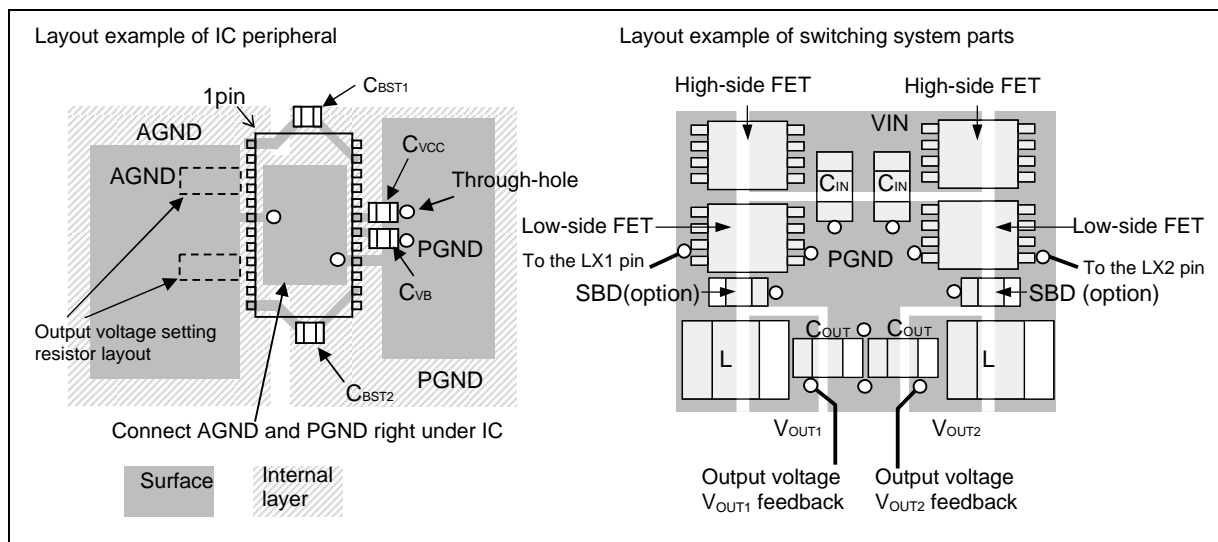 Layout example of IC peripheral
1pin
CBST1
AGND
AGND
CVCC
Through-hole
PGND
CVB
Output voltage setting
resistor layout
CBST2
PGND
Connect AGND and PGND right under IC
Surface
Internal
layer
Layout example of switching system parts
High-side FET
High-side FET
VIN
CIN
CIN
Low-side FET
Low-side FET
PGND
To the LX1 pin
To the LX2 pin
SBD(option)
SBD (option)
COUT
COUT
L
L
VOUT1
VOUT2
Output voltage
VOUT1 feedback
Output voltage
VOUT2 feedback